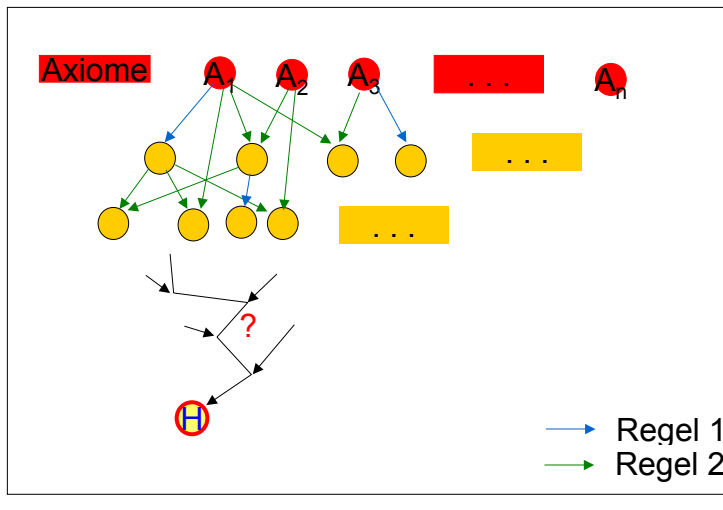 Axiome A1 A2 A3 . . . An
. . .
. . .
?
H
Regel 1
Regel 2